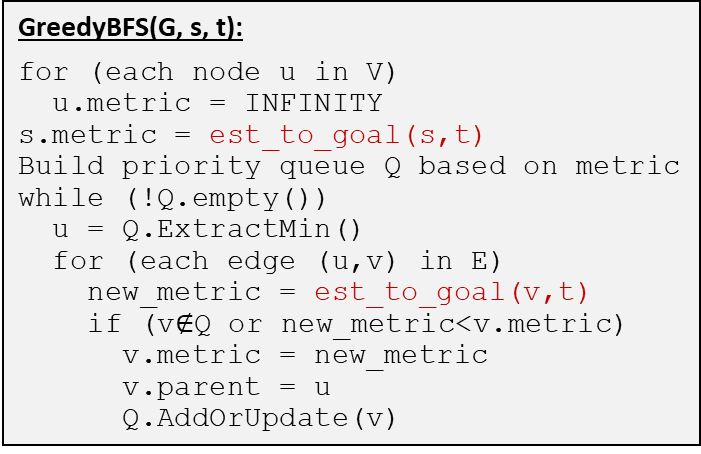 GreedyBFS(G, s, t):
for (each node u in V)
  u.metric = INFINITY
s.metric = est_to_goal(s,t)
Build priority queue Q based on metric
while (!Q.empty())
  u = Q.ExtractMin()
  for (each edge (u,v) in E)
    new_metric = est_to_goal(v,t)
    if (v∉Q or new_metric<v.metric)
      v.metric = new_metric
      v.parent = u
      Q.AddOrUpdate(v)